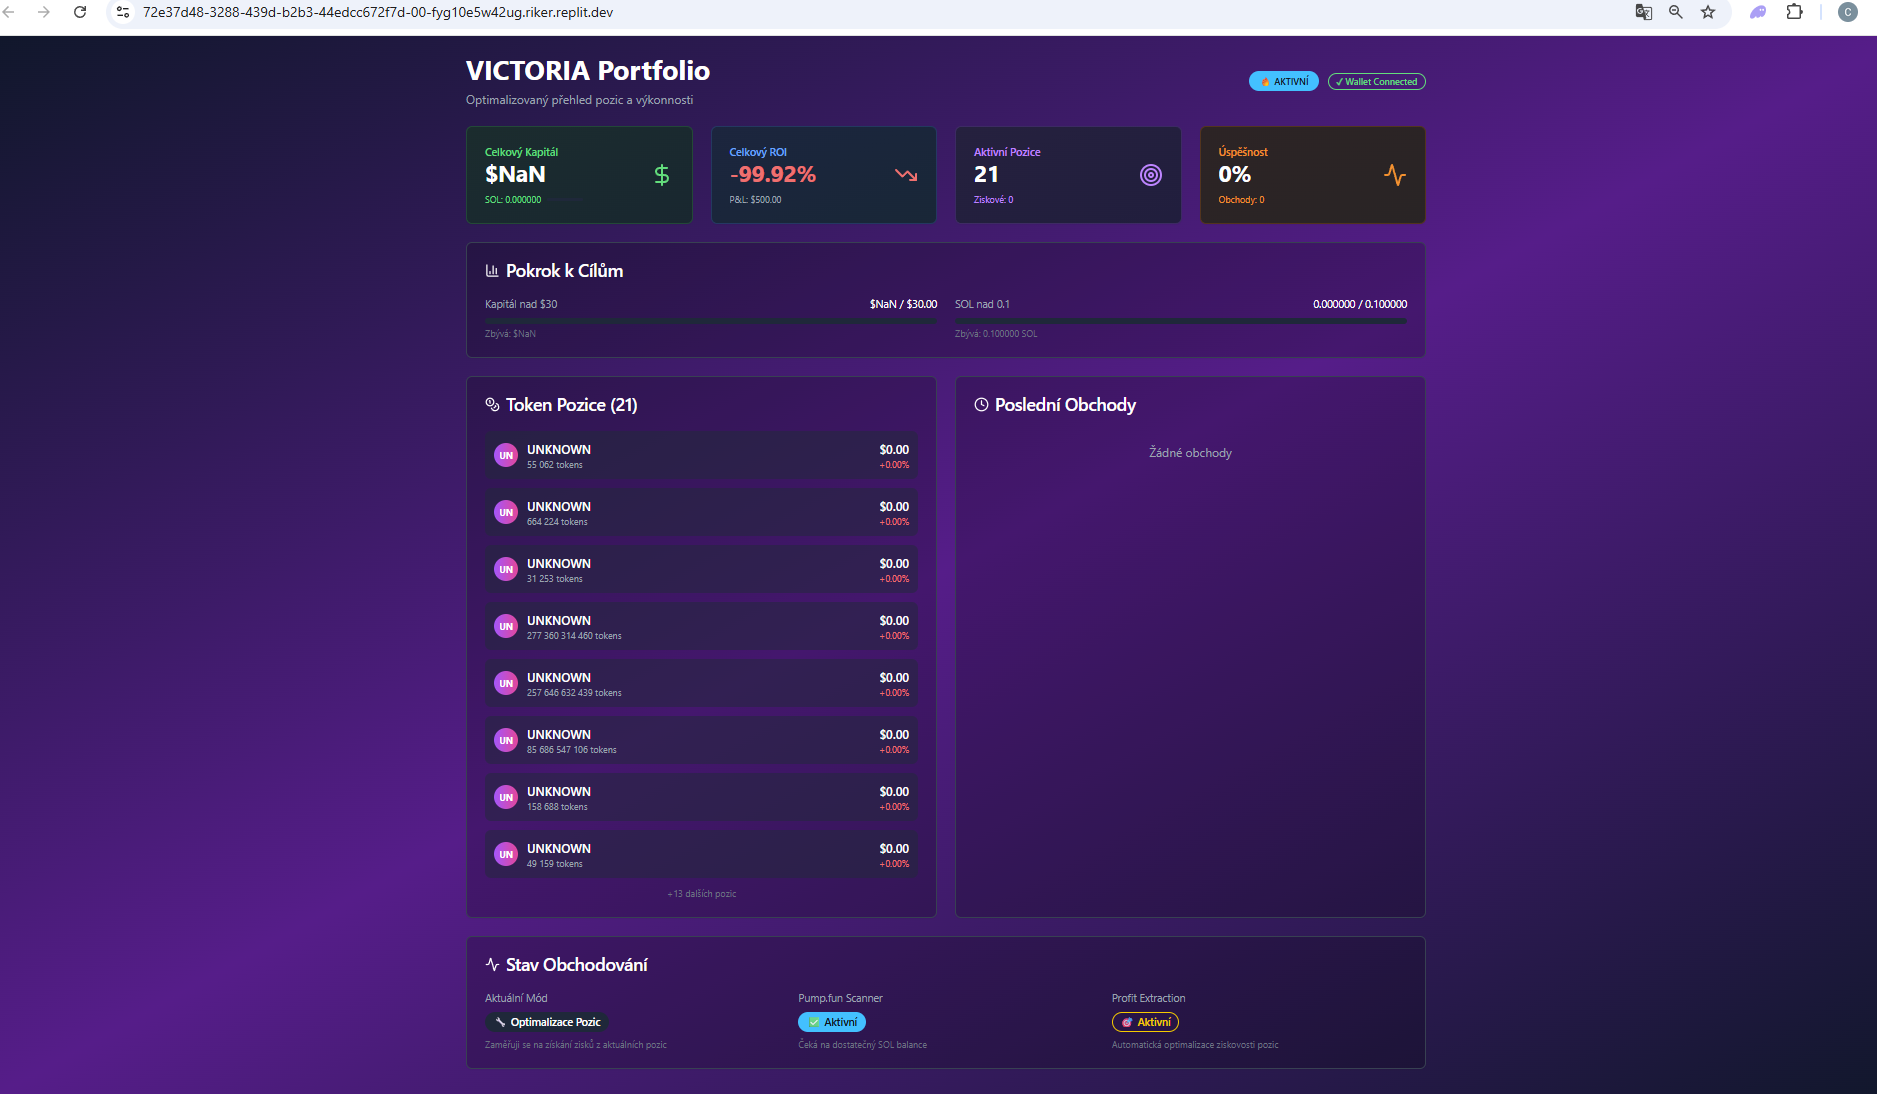 72e37d48-3288-439d-b2b3-44edcc672f7d-00-fyg10e5w42ug.riker.replit.dev
C
VICTORIA Portfolio
Optimalizovaný přehled pozic a výkonnosti
🔥 AKTIVNÍ
✓ Wallet Connected
Celkový Kapitál
$NaN
SOL: 0.000000
Celkový ROI
-99.92%
P&L: $500.00
Aktivní Pozice
21
Ziskové: 0
Úspěšnost
0%
Obchody: 0
Pokrok k Cílům
Kapitál nad $30
$NaN / $30.00
Zbývá: $NaN
SOL nad 0.1
0.000000 / 0.100000
Zbývá: 0.100000 SOL
Token Pozice (21)
UN
UNKNOWN
$0.00
55 062 tokens
+0.00%
UN
UNKNOWN
$0.00
664 224 tokens
+0.00%
UN
UNKNOWN
$0.00
31 253 tokens
+0.00%
UN
UNKNOWN
$0.00
277 360 314 460 tokens
+0.00%
UN
UNKNOWN
$0.00
257 646 632 439 tokens
+0.00%
UN
UNKNOWN
$0.00
85 686 547 106 tokens
+0.00%
UN
UNKNOWN
$0.00
158 688 tokens
+0.00%
UN
UNKNOWN
$0.00
49 159 tokens
+0.00%
+13 dalších pozic
Poslední Obchody
Žádné obchody
Stav Obchodování
Aktuální Mód
🔧 Optimalizace Pozic
Zaměřuji se na získání zisků z aktuálních pozic
Pump.fun Scanner
✅ Aktivní
Čeká na dostatečný SOL balance
Profit Extraction
🎯 Aktivní
Automatická optimalizace ziskovosti pozic